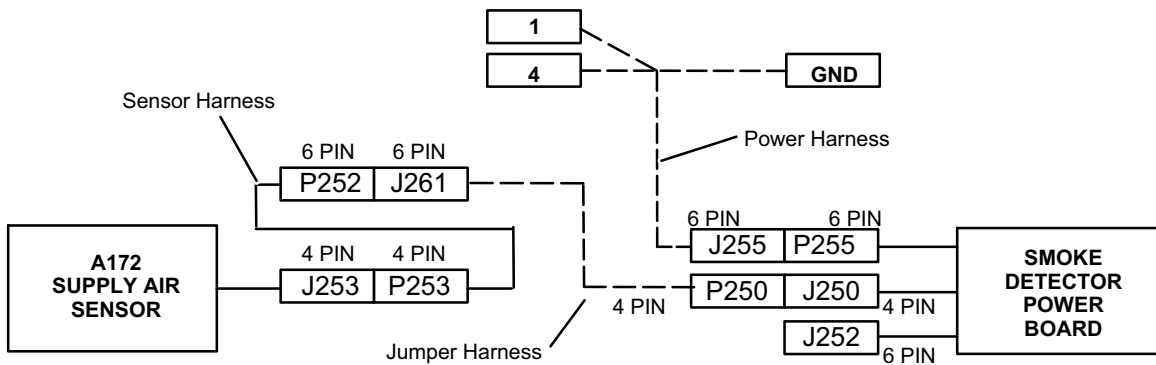 1
4
GND
Sensor Harness
Power Harness
6 PIN 6 PIN
P252 J261
6 PIN 6 PIN
J255 P255
A172
SUPPLY AIR
SENSOR
4 PIN 4 PIN
J253 P253
P250 J250
4 PIN 4 PIN
J252
6 PIN
SMOKE
DETECTOR
POWER
BOARD
Jumper Harness